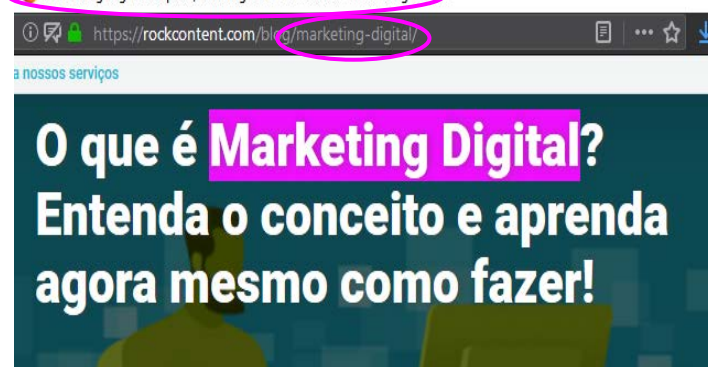 https://rockcontent.com/blog/marketing-digital/
a nossos serviços
O que é Marketing Digital?
Entenda o conceito e aprenda
agora mesmo como fazer!